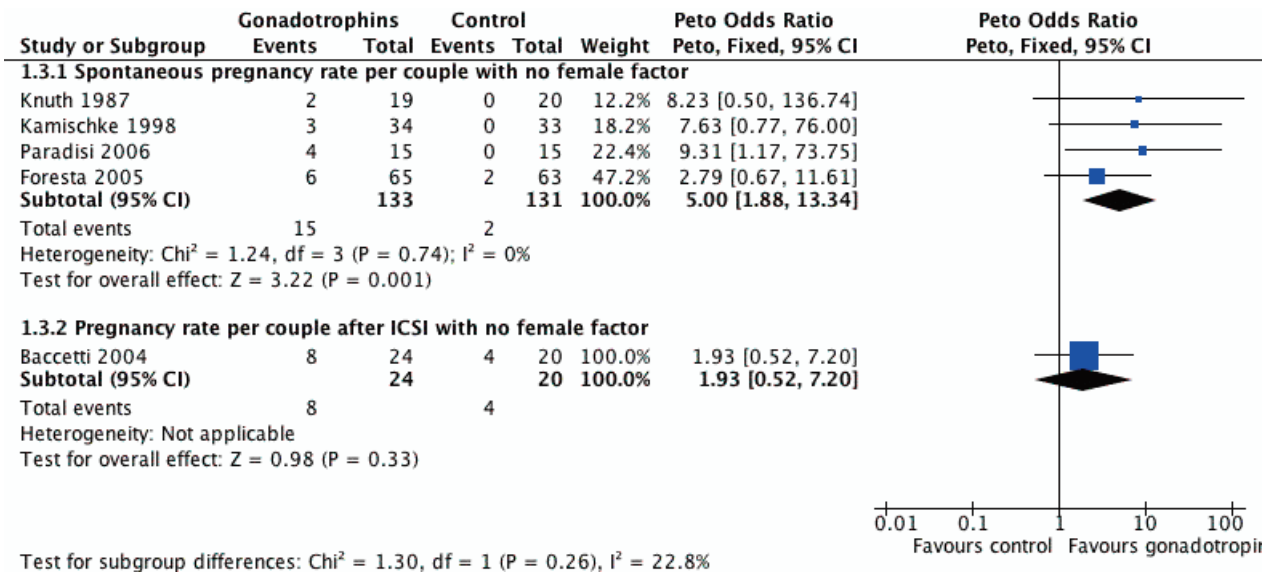 Gonadotrophins Control Peto Odds Ratio Peto Odds Ratio
Study or Subgroup Events Total Events Total Weight Peto, Fixed, 95% CI Peto, Fixed, 95% CI
1.3.1 Spontaneous pregnancy rate per couple with no female factor
Knuth 1987 2 19 0 20 12.2% 8.23 [0.50, 136.74]
Kamischke 1998 3 34 0 33 18.2% 7.63 [0.77, 76.00]
Paradisi 2006 4 15 0 15 22.4% 9.31 [1.17, 73.75]
Foresta 2005 6 65 2 63 47.2% 2.79 [0.67, 11.61]
Subtotal (95% CI) 133 131 100.0% 5.00 [1.88, 13.34]
Total events 15 2
Heterogeneity: Chi² = 1.24, df = 3 (P = 0.74); I² = 0%
Test for overall effect: Z = 3.22 (P = 0.001)
1.3.2 Pregnancy rate per couple after ICSI with no female factor
Baccetti 2004 8 24 4 20 100.0% 1.93 [0.52, 7.20]
Subtotal (95% CI) 24 20 100.0% 1.93 [0.52, 7.20]
Total events 8 4
Heterogeneity: Not applicable
Test for overall effect: Z = 0.98 (P = 0.33)
0.01 0.1 1 10 100
Favours control Favours gonadotropin
Test for subgroup differences: Chi² = 1.30, df = 1 (P = 0.26), I² = 22.8%